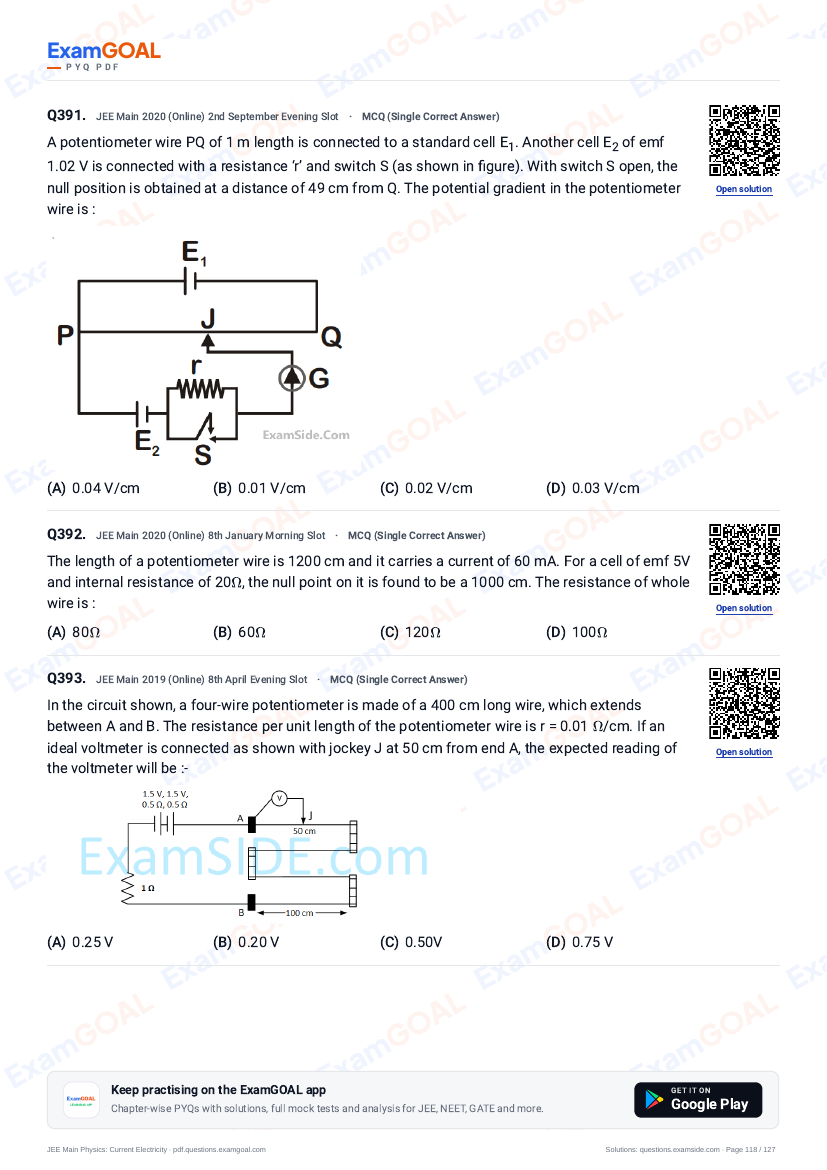 ExamGOAL
PYQ PDF
Q391. JEE Main 2020 (Online) 2nd September Evening Slot · MCQ (Single Correct Answer)
A potentiometer wire PQ of 1 m length is connected to a standard cell E1. Another cell E2 of emf
1.02 V is connected with a resistance ‘r’ and switch S (as shown in figure). With switch S open, the
null position is obtained at a distance of 49 cm from Q. The potential gradient in the potentiometer
wire is :
Open solution
E1
P
J
Q
r
G
E2
S
ExamSide.Com
(A) 0.04 V/cm (B) 0.01 V/cm (C) 0.02 V/cm (D) 0.03 V/cm
Q392. JEE Main 2020 (Online) 8th January Morning Slot · MCQ (Single Correct Answer)
The length of a potentiometer wire is 1200 cm and it carries a current of 60 mA. For a cell of emf 5V
and internal resistance of 20Ω, the null point on it is found to be a 1000 cm. The resistance of whole
wire is :
Open solution
(A) 80Ω (B) 60Ω (C) 120Ω (D) 100Ω
Q393. JEE Main 2019 (Online) 8th April Evening Slot · MCQ (Single Correct Answer)
In the circuit shown, a four-wire potentiometer is made of a 400 cm long wire, which extends
between A and B. The resistance per unit length of the potentiometer wire is r = 0.01 Ω/cm. If an
ideal voltmeter is connected as shown with jockey J at 50 cm from end A, the expected reading of
the voltmeter will be :-
Open solution
1.5 V, 1.5 V,
0.5 Ω, 0.5 Ω
V
A
J
50 cm
ExamSIDE.com
1 Ω
B
100 cm
(A) 0.25 V (B) 0.20 V (C) 0.50V (D) 0.75 V
ExamGOAL
Keep practising on the ExamGOAL app
Chapter-wise PYQs with solutions, full mock tests and analysis for JEE, NEET, GATE and more.
GET IT ON
Google Play
JEE Main Physics: Current Electricity · pdf.questions.examgoal.com
Solutions: questions.examside.com · Page 118 / 127